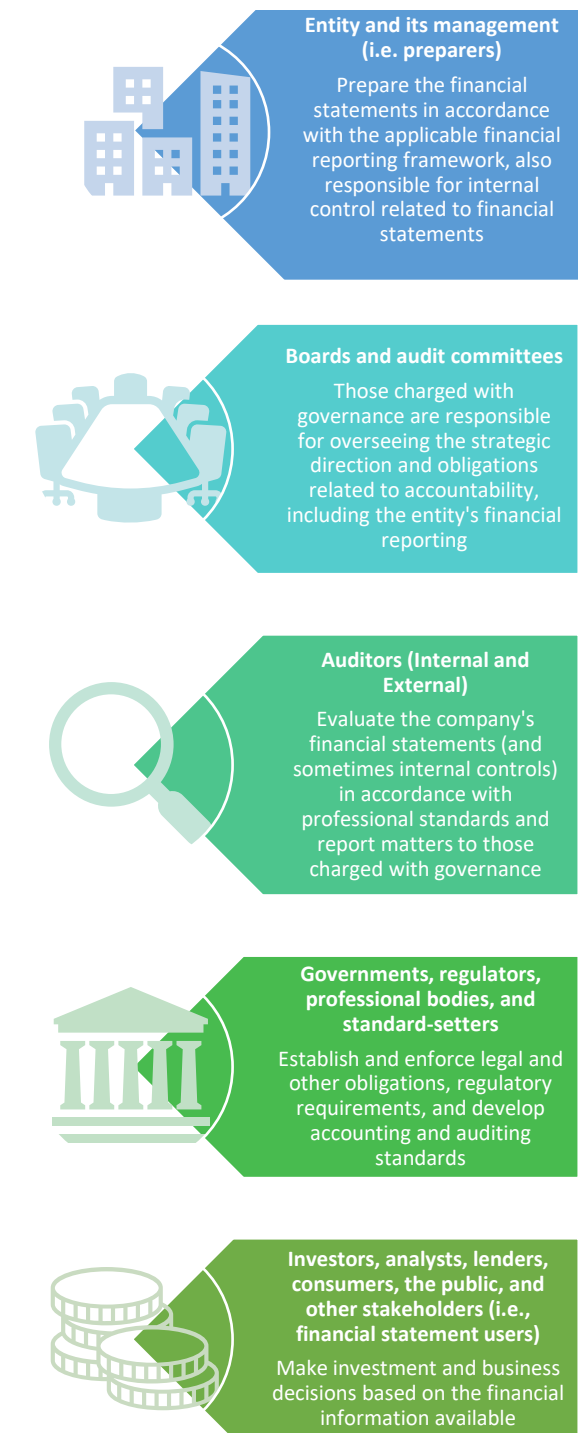 Entity and its management
(i.e. preparers)
Prepare the financial
statements in accordance
with the applicable financial
reporting framework, also
responsible for internal
control related to financial
statements
Boards and audit committees
Those charged with
governance are responsible
for overseeing the strategic
direction and obligations
related to accountability,
including the entity's financial
reporting
Auditors (Internal and
External)
Evaluate the company's
financial statements (and
sometimes internal controls)
in accordance with
professional standards and
report matters to those
charged with governance
Governments, regulators,
professional bodies, and
standard-setters
Establish and enforce legal and
other obligations, regulatory
requirements, and develop
accounting and auditing
standards
Investors, analysts, lenders,
consumers, the public, and
other stakeholders (i.e.,
financial statement users)
Make investment and business
decisions based on the financial
information available